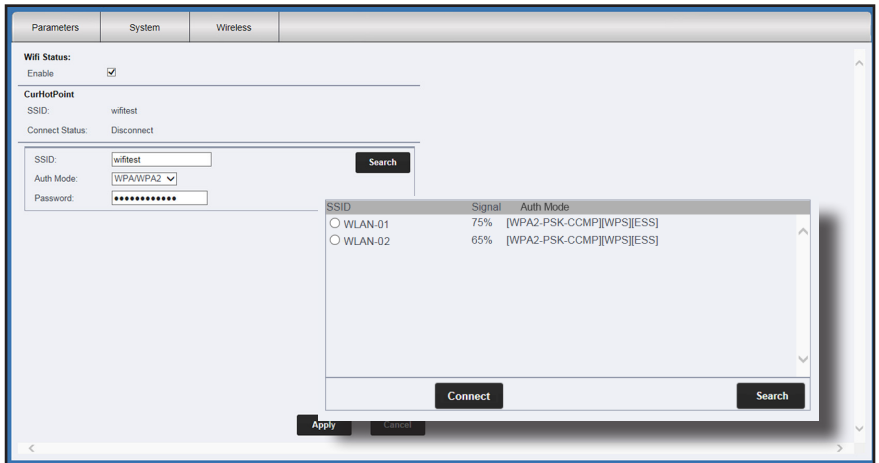 Parameters System Wireless
Wifi Status:
Enable
CurHotPoint
SSID: wifitest
Connect Status: Disconnect
SSID: wifitest Search
Auth Mode: WPA/WPA2
Password: ●●●●●●●●●●●●
SSID Signal Auth Mode
WLAN-01 75% [WPA2-PSK-CCMP][WPS][ESS]
WLAN-02 65% [WPA2-PSK-CCMP][WPS][ESS]
Connect Search
Apply Cancel